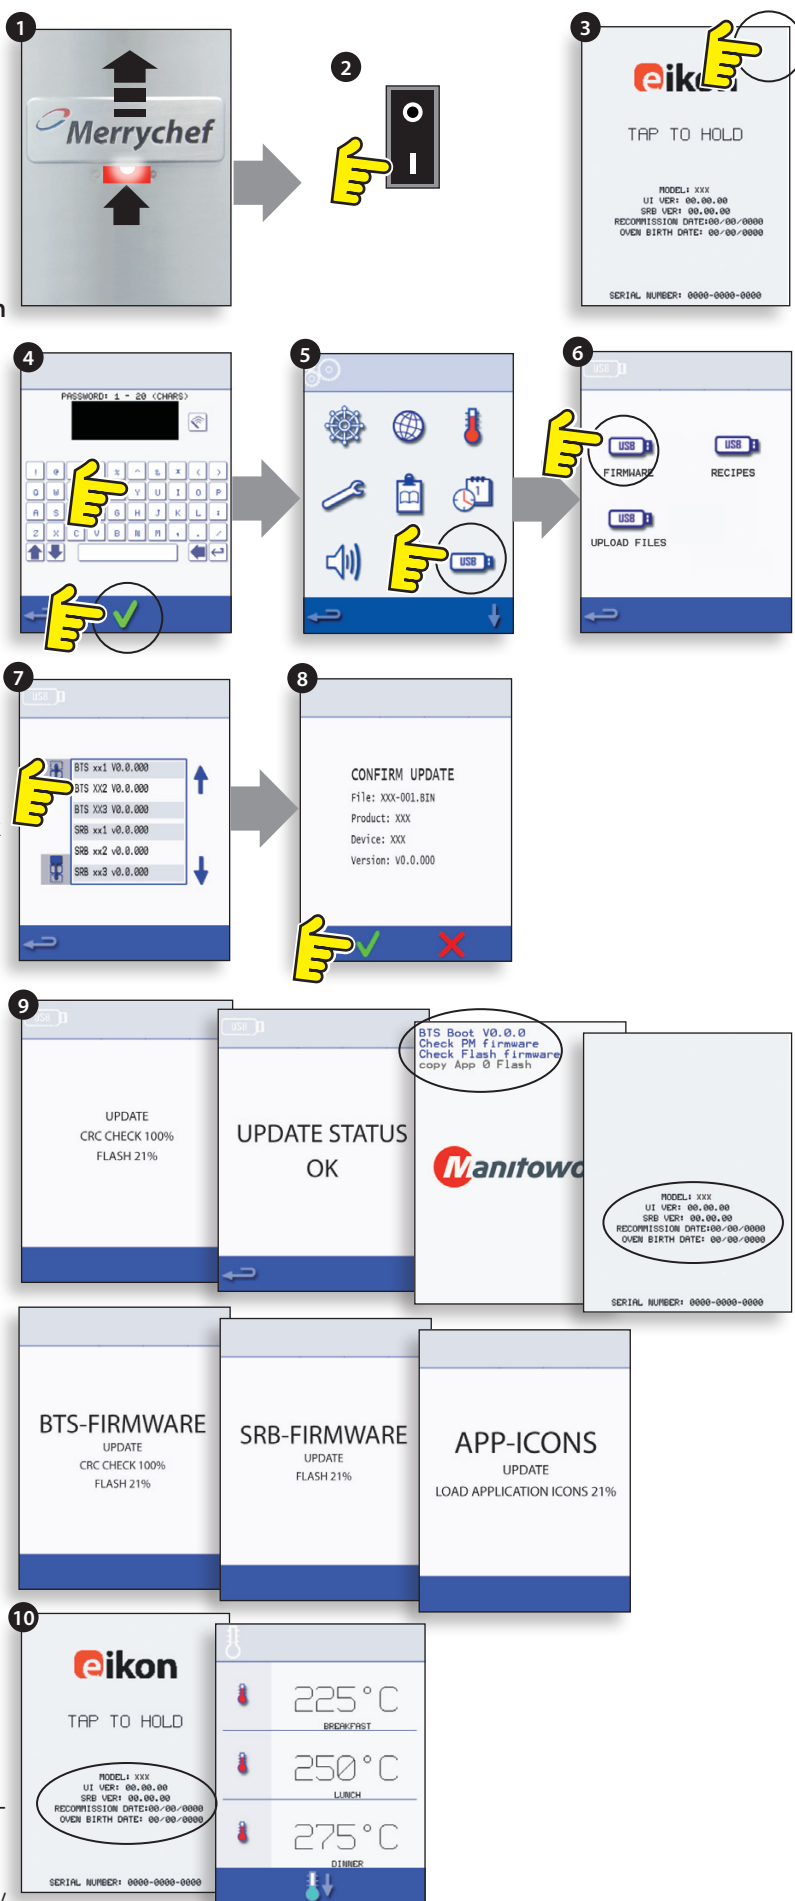 1
Merrychef
2
3
eikon
TAP TO HOLD
MODEL: XXX
UI VER: 00.00.00
SRB VER: 00.00.00
RECOMMISSION DATE:00/00/0000
OVEN BIRTH DATE: 00/00/0000
SERIAL NUMBER: 0000-0000-0000
n
4
PASSWORD: 1 - 20 (CHARS)
! @ % ^ & * ( )
Q W Y U I O P
A S G H J K L :
Z X C V B N M , . /
5
1
USB
6
USB
USB
FIRMWARE
USB
RECIPES
USB
UPLOAD FILES
7
USB
BTS xx1 V0.0.000
BTS XX2 V0.0.000
BTS XX3 V0.0.000
SRB xx1 v0.0.000
SRB xx2 v0.0.000
SRB xx3 v0.0.000
8
CONFIRM UPDATE
File: XXX-001.BIN
Product: XXX
Device: XXX
Version: V0.0.000
9
USB
UPDATE
CRC CHECK 100%
FLASH 21%
USB
UPDATE STATUS
OK
BTS Boot V0.0.0
Check PM firmware
Check Flash firmware
copy App 0 Flash
Manitowo
MODEL: XXX
UI VER: 00.00.00
SRB VER: 00.00.00
RECOMMISSION DATE:00/00/0000
OVEN BIRTH DATE: 00/00/0000
SERIAL NUMBER: 0000-0000-0000
BTS-FIRMWARE
UPDATE
CRC CHECK 100%
FLASH 21%
SRB-FIRMWARE
UPDATE
FLASH 21%
APP-ICONS
UPDATE
LOAD APPLICATION ICONS 21%
10
eikon
TAP TO HOLD
MODEL: XXX
UI VER: 00.00.00
SRB VER: 00.00.00
RECOMMISSION DATE:00/00/0000
OVEN BIRTH DATE: 00/00/0000
SERIAL NUMBER: 0000-0000-0000
225°C
BREAKFAST
250°C
LUNCH
275°C
DINNER